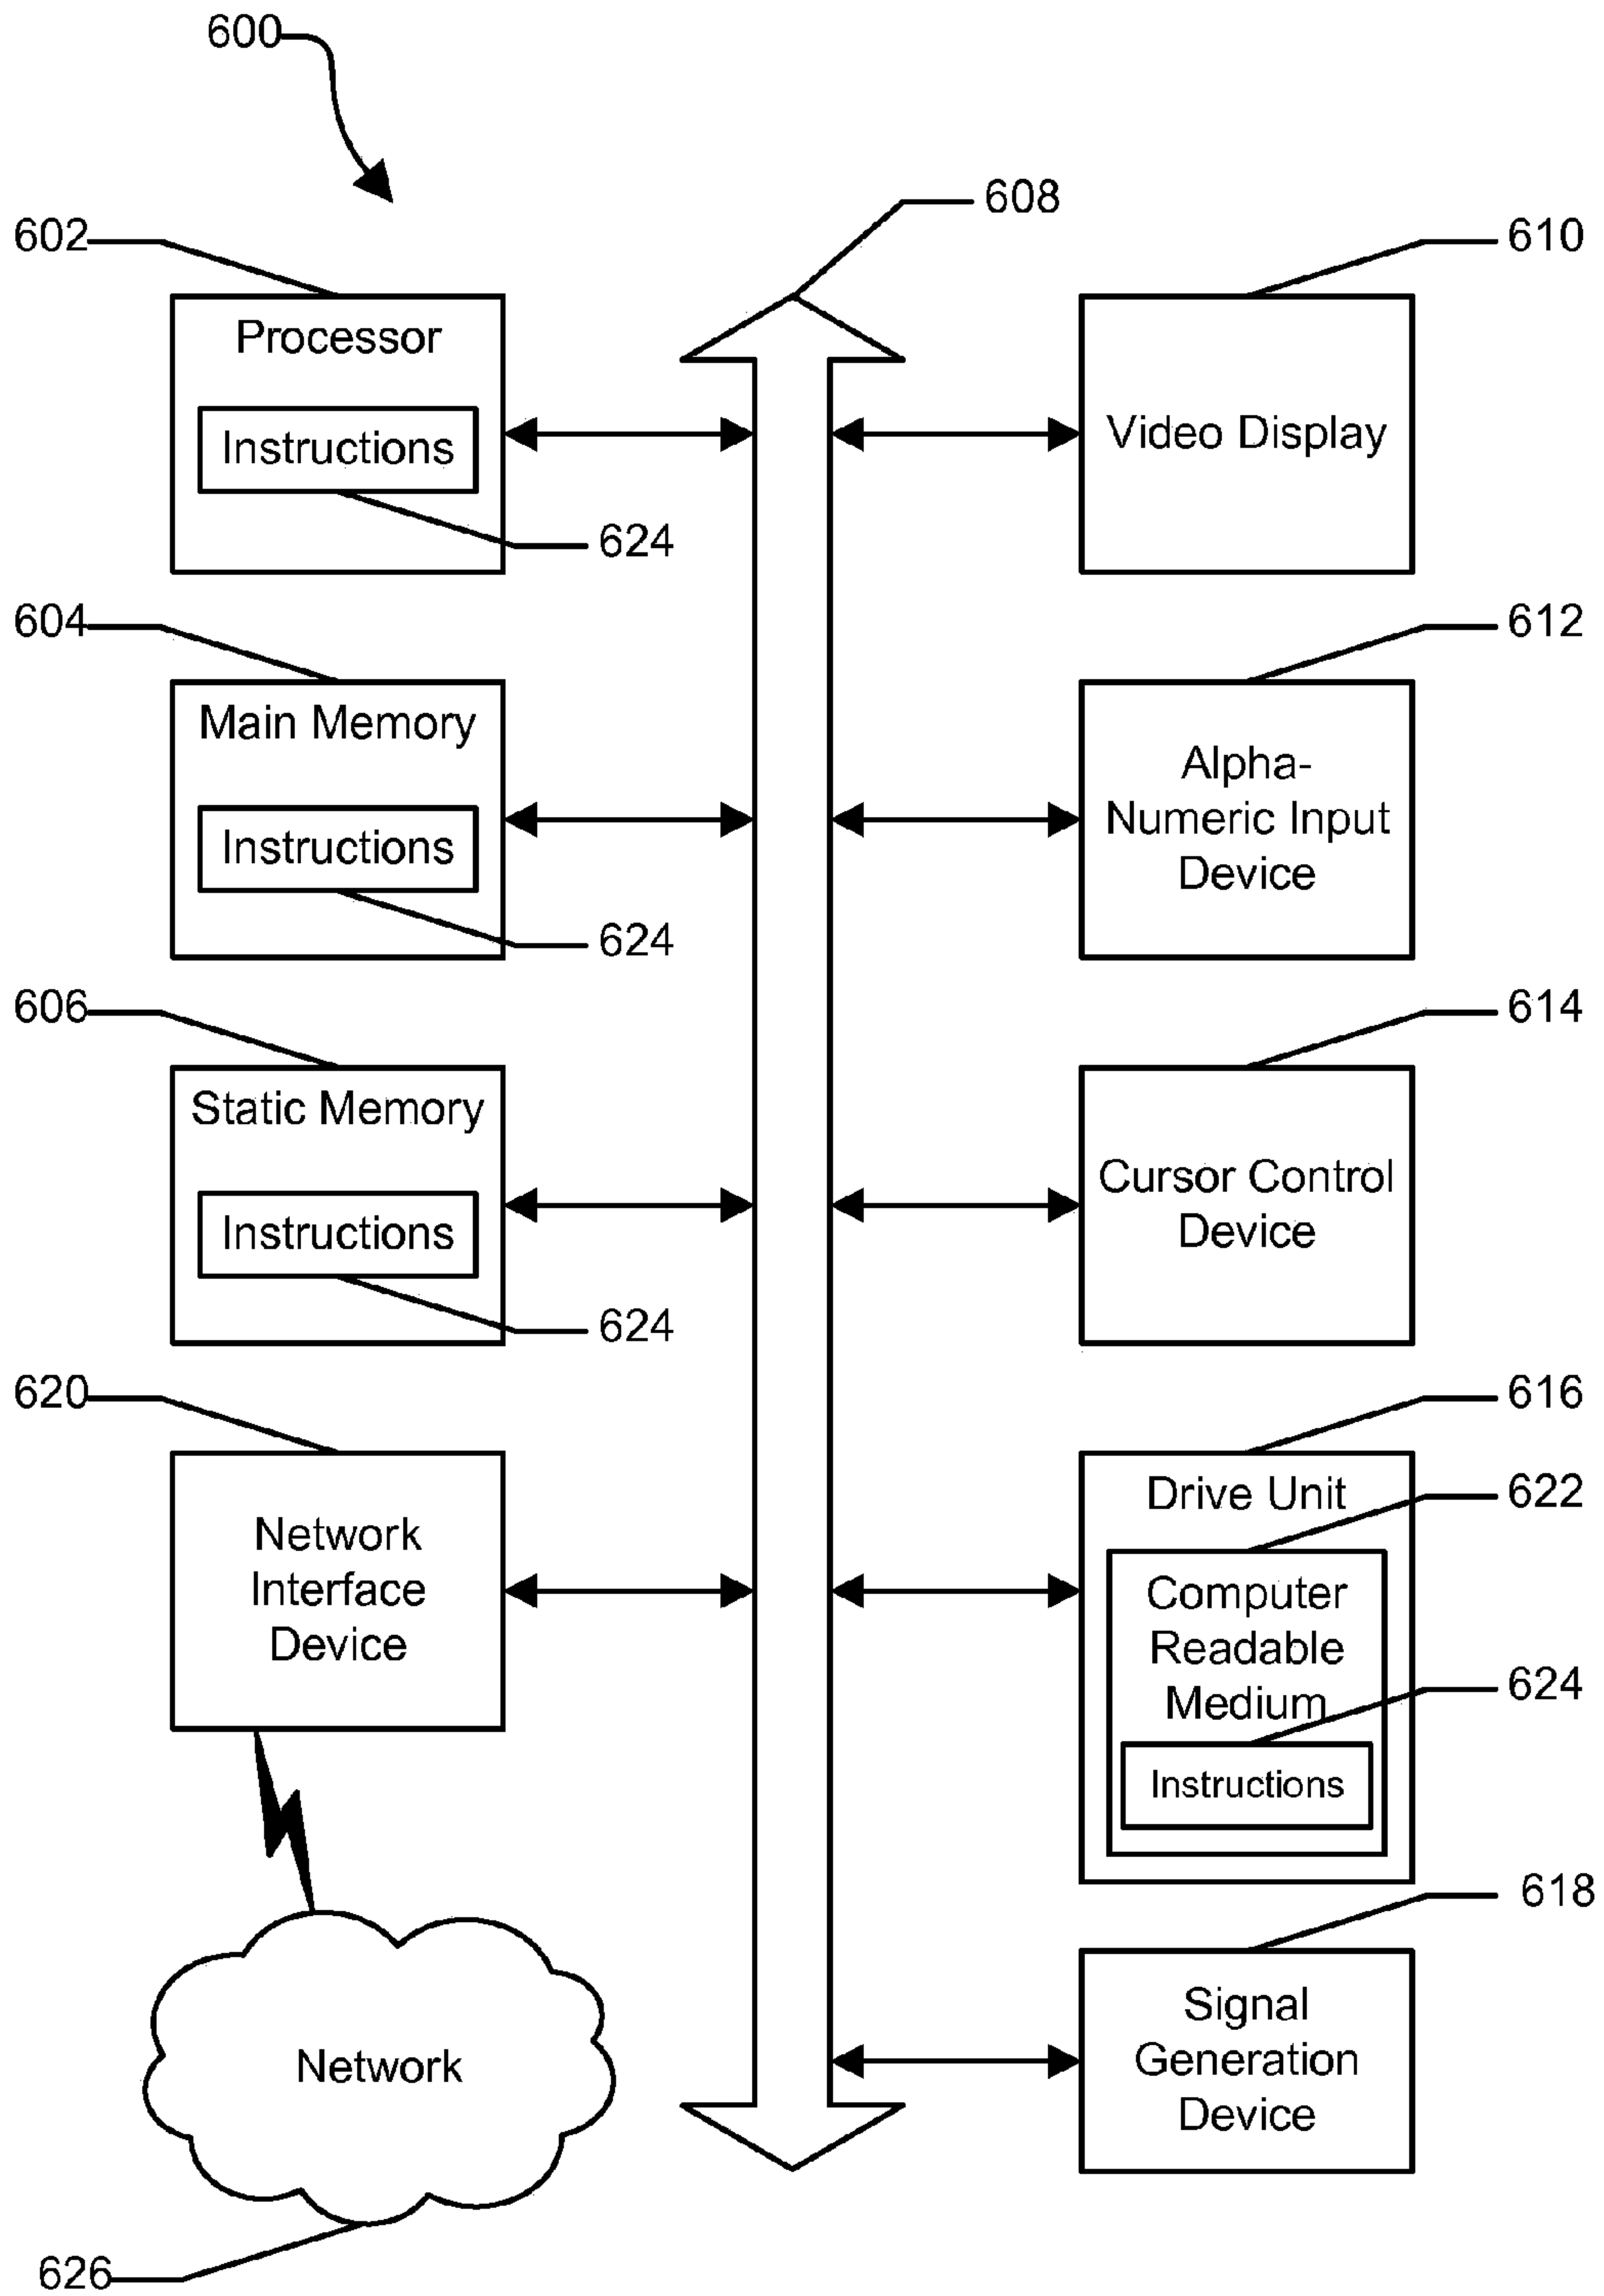 600
608
602
610
Processor
Instructions
624
Video Display
604
612
Main Memory
Instructions
624
Alpha-
Numeric Input
Device
606
614
Static Memory
Instructions
624
Cursor Control
Device
620
616
Network
Interface
Device
Drive Unit
622
Computer
Readable
Medium
624
Instructions
618
Signal
Generation
Device
Network
626